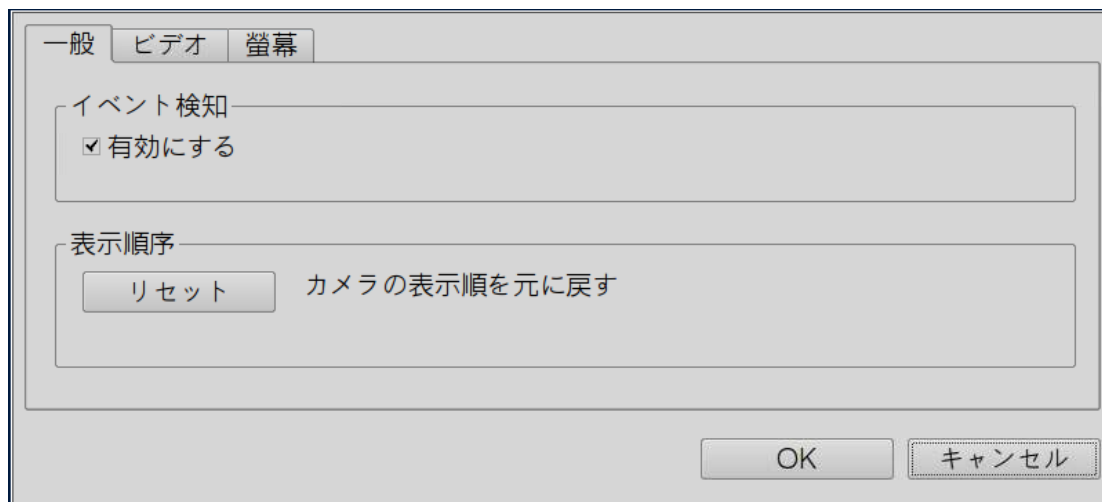 一般 ビデオ 螢幕
イベント検知
有効にする
表示順序
リセット カメラの表示順を元に戻す
OK キャンセル